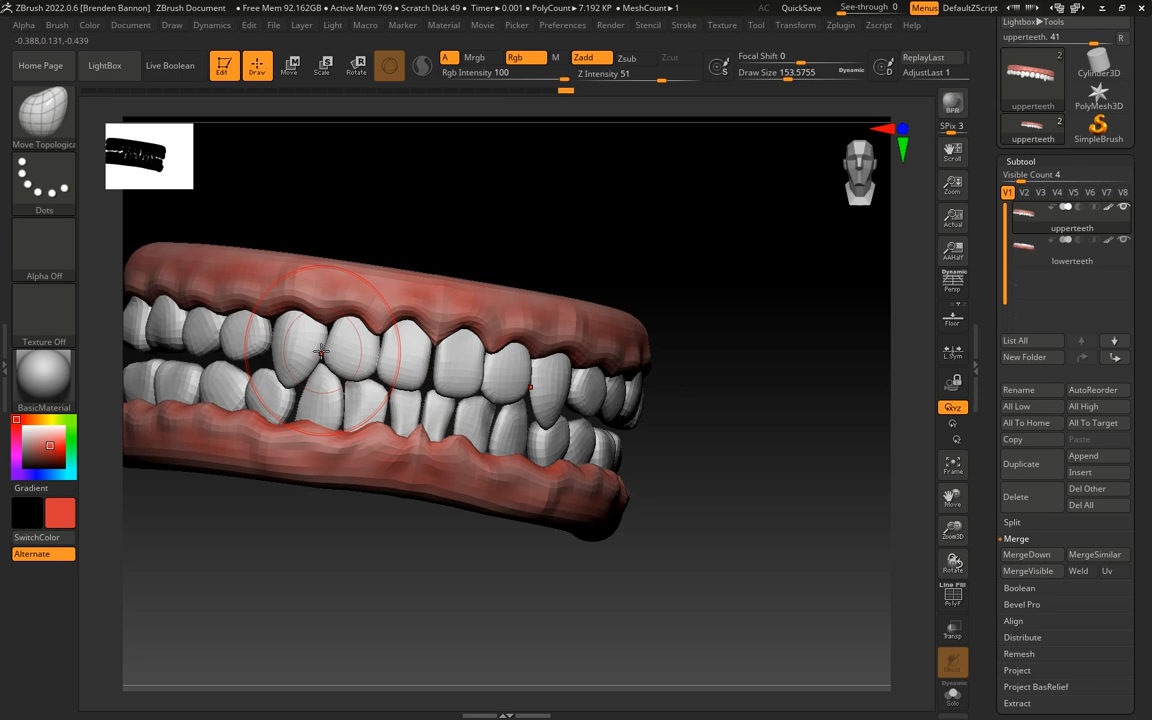 ZBrush 2022.0.6 [Brenden Bannon] ZBrush Document ● Free Mem 92.162GB ● Active Mem 769 ● Scratch Disk 49 ● Timer▶0.001 ● PolyCount▶7.192 KP ● MeshCount▶1 AC QuickSave See-through 0 Menus DefaultZScript
Alpha Brush Color Document Draw Dynamics Edit File Layer Light Macro Marker Material Movie Picker Preferences Render Stencil Stroke Texture Tool Transform Zplugin Zscript Help
-0.388,0.131,-0.439
Home Page LightBox Live Boolean Edit Draw Move Scale Rotate
A Mrgb Rgb M Zadd Zsub Zcut
Rgb Intensity 100 Z Intensity 51
S Focal Shift 0
Draw Size 153.5755 Dynamic
D ReplayLast
AdjustLast 1
Move Topologica
Dots
Alpha Off
Texture Off
BasicMaterial
Gradient
SwitchColor
Alternate
BPR
SPix 3
Scroll
Zoom
Actual
AAHalf
Dynamic
Persp
Floor
L.Sym
XYZ
Frame
Move
Zoom3D
Rotate
Line Fill
PolyF
Transp
Ghost
Dynamic
Solo
Lightbox▶Tools
upperteeth. 41 R
2
upperteeth
Cylinder3D
PolyMesh3D
2
upperteeth
SimpleBrush
Subtool
Visible Count 4
V1 V2 V3 V4 V5 V6 V7 V8
upperteeth
lowerteeth
List All
New Folder
Rename AutoReorder
All Low All High
All To Home All To Target
Copy Paste
Duplicate Append
Insert
Delete Del Other
Del All
Split
Merge
MergeDown MergeSimilar
MergeVisible Weld Uv
Boolean
Bevel Pro
Align
Distribute
Remesh
Project
Project BasRelief
Extract